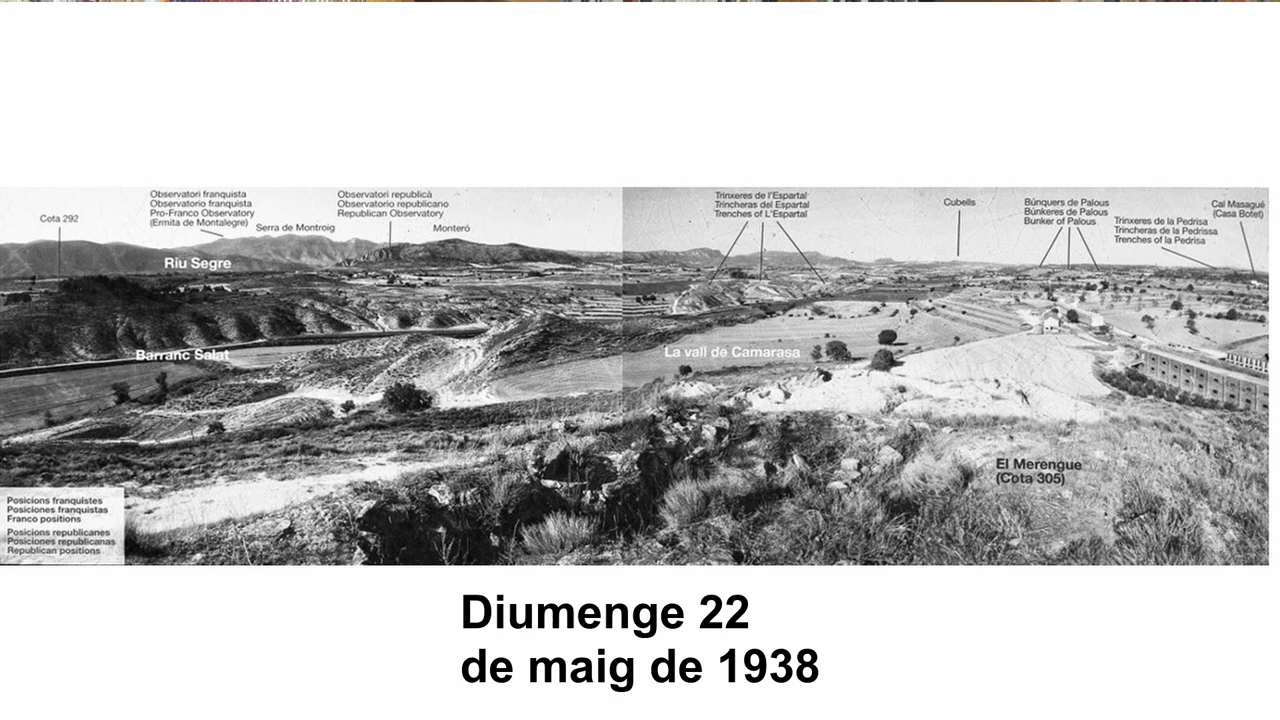 Cota 292
Observatori franquista
Observatorio franquista
Pro-Franco Observatory
(Ermita de Montalegre)
Serra de Montroig
Observatori republicà
Observatorio republicano
Republican Observatory
Monteró
Riu Segre
Barranc Salat
Trinxeres de l'Espartal
Trincheras del Espartal
Trenches of L'Espartal
Cubells
Búnquers de Palous
Búnkeres de Palous
Bunker of Palous
Trinxeres de la Pedrisa
Trincheras de la Pedrissa
Trenches of la Pedrisa
Cal Masagué
(Casa Botet)
La vall de Camarasa
El Merengue
(Cota 305)
Posicions franquistes
Posiciones franquistas
Franco positions
Posicions republicanes
Posiciones republicanas
Republican positions
Diumenge 22
de maig de 1938